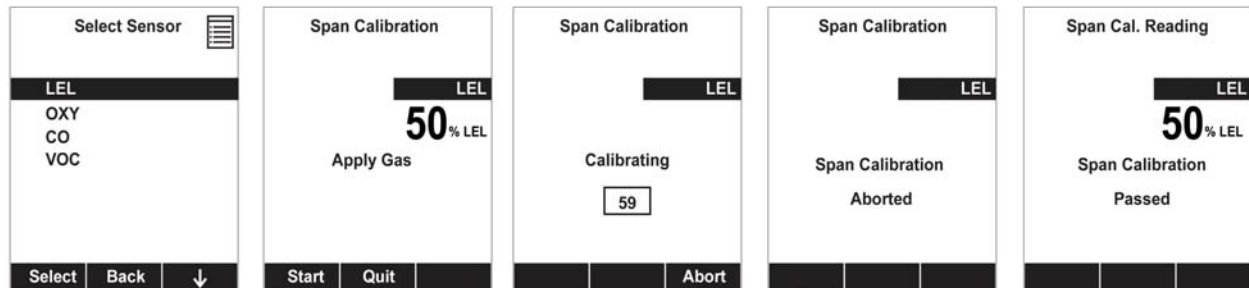 Select Sensor
LEL
OXY
CO
VOC
Select Back ↓
Span Calibration
LEL
50 % LEL
Apply Gas
Start Quit
Span Calibration
LEL
Calibrating
59
Abort
Span Calibration
LEL
Span Calibration
Aborted
Span Cal. Reading
LEL
50 % LEL
Span Calibration
Passed